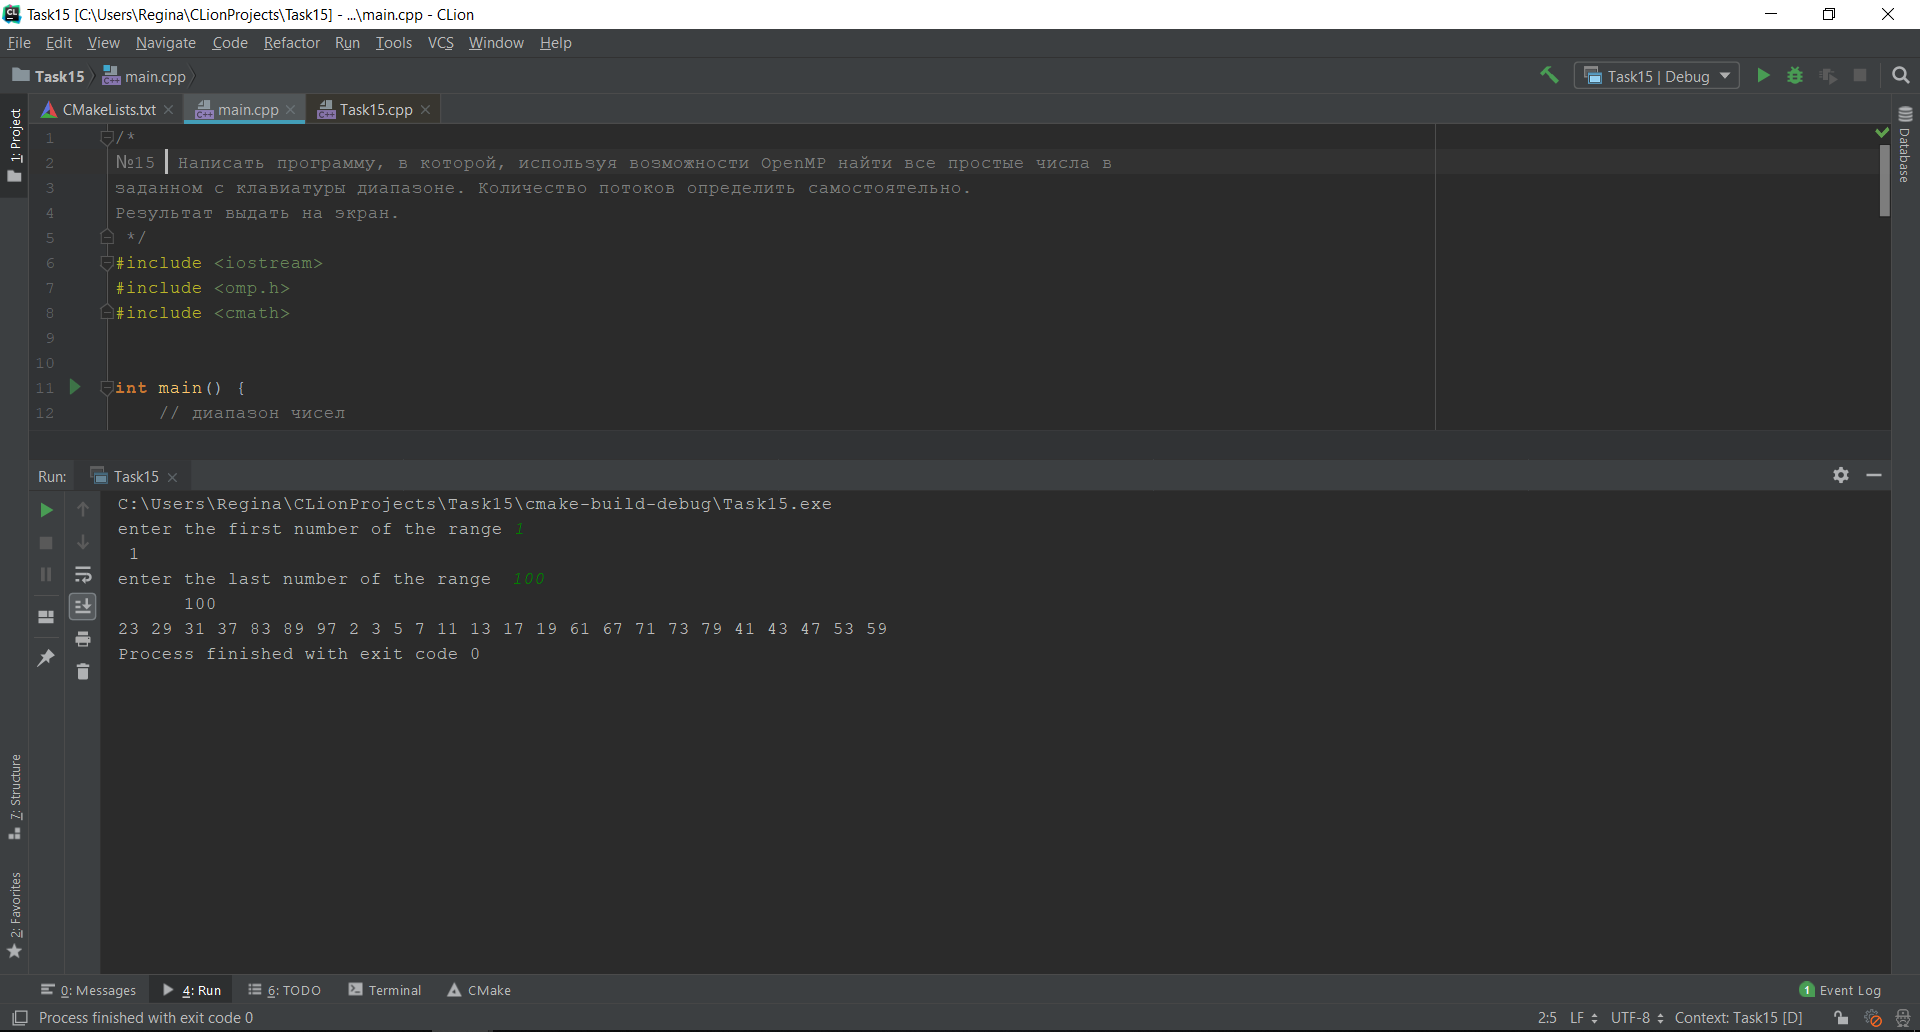 Task15 [C:\Users\Regina\CLionProjects\Task15] - ...\main.cpp - CLion
File Edit View Navigate Code Refactor Run Tools VCS Window Help
Task15 main.cpp Task15 | Debug
CMakeLists.txt main.cpp Task15.cpp
1: Project
Database
1 /*
2 №15 Написать программу, в которой, используя возможности OpenMP найти все простые числа в
3 заданном с клавиатуры диапазоне. Количество потоков определить самостоятельно.
4 Результат выдать на экран.
5 */
6 #include <iostream>
7 #include <omp.h>
8 #include <cmath>
9
10
11 int main() {
12 // диапазон чисел
Run: Task15
C:\Users\Regina\CLionProjects\Task15\cmake-build-debug\Task15.exe
enter the first number of the range 1
1
enter the last number of the range 100
100
23 29 31 37 83 89 97 2 3 5 7 11 13 17 19 61 67 71 73 79 41 43 47 53 59
Process finished with exit code 0
7: Structure
2: Favorites
0: Messages 4: Run 6: TODO Terminal CMake 1 Event Log
Process finished with exit code 0 2:5 LF UTF-8 Context: Task15 [D]